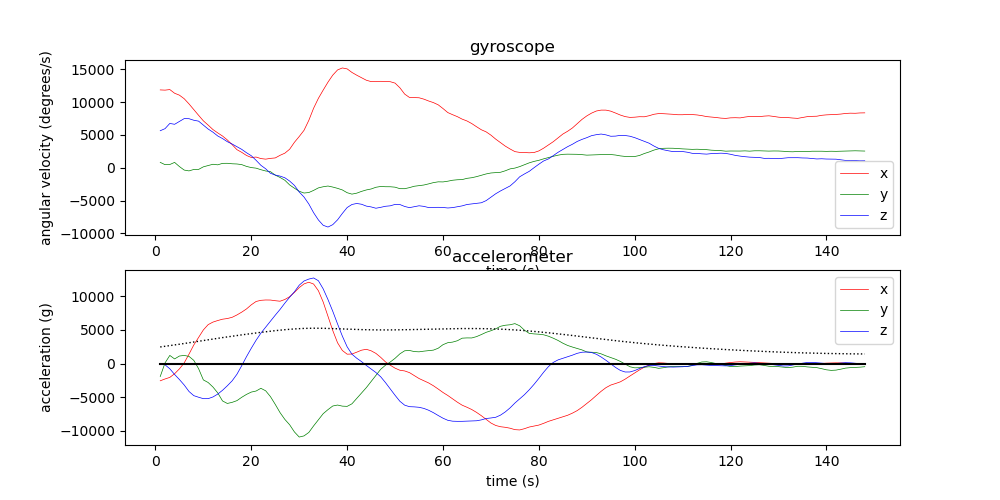 gyroscope
angular velocity (degrees/s)
15000
10000
5000
0
−5000
−10000
x
y
z
0 20 40 60 80 100 120 140
time (s)
accelerometer
acceleration (g)
10000
5000
0
−5000
−10000
x
y
z
0 20 40 60 80 100 120 140
time (s)